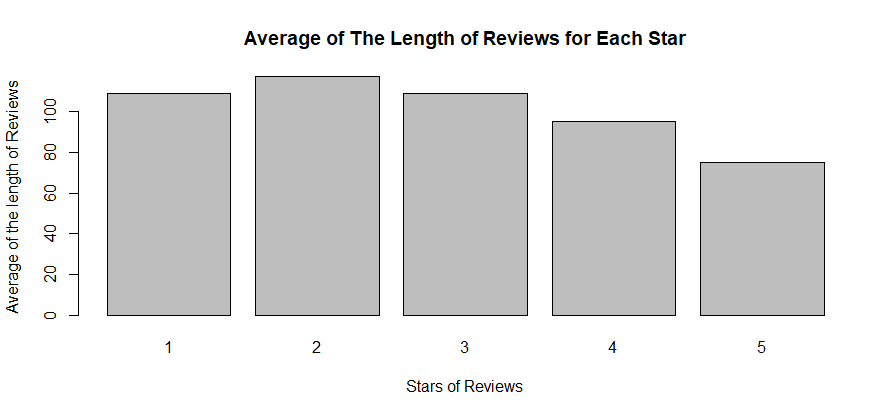 Average of The Length of Reviews for Each Star
Average of the length of Reviews
100
80
60
40
20
0
1 2 3 4 5
Stars of Reviews